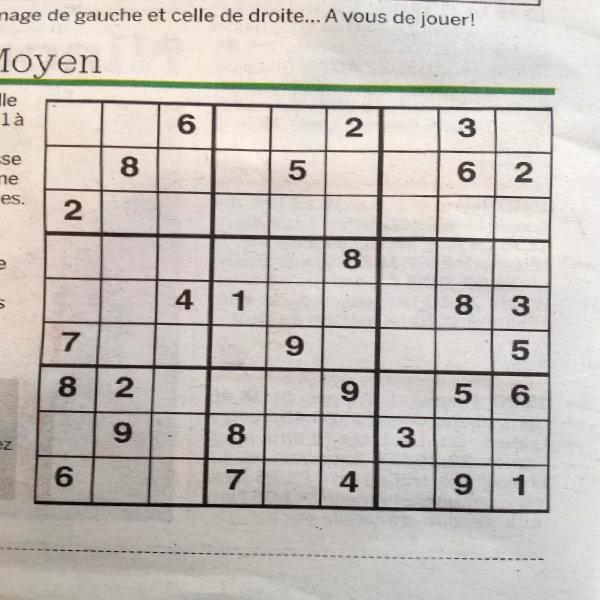 nage de gauche et celle de droite... A vous de jouer!
Moyen
lle
1 à
sse
ne
es.
e
s
ez
6 2 3
8 5 6 2
2
8
4 1 8 3
7 9 5
8 2 9 5 6
9 8 3
6 7 4 9 1